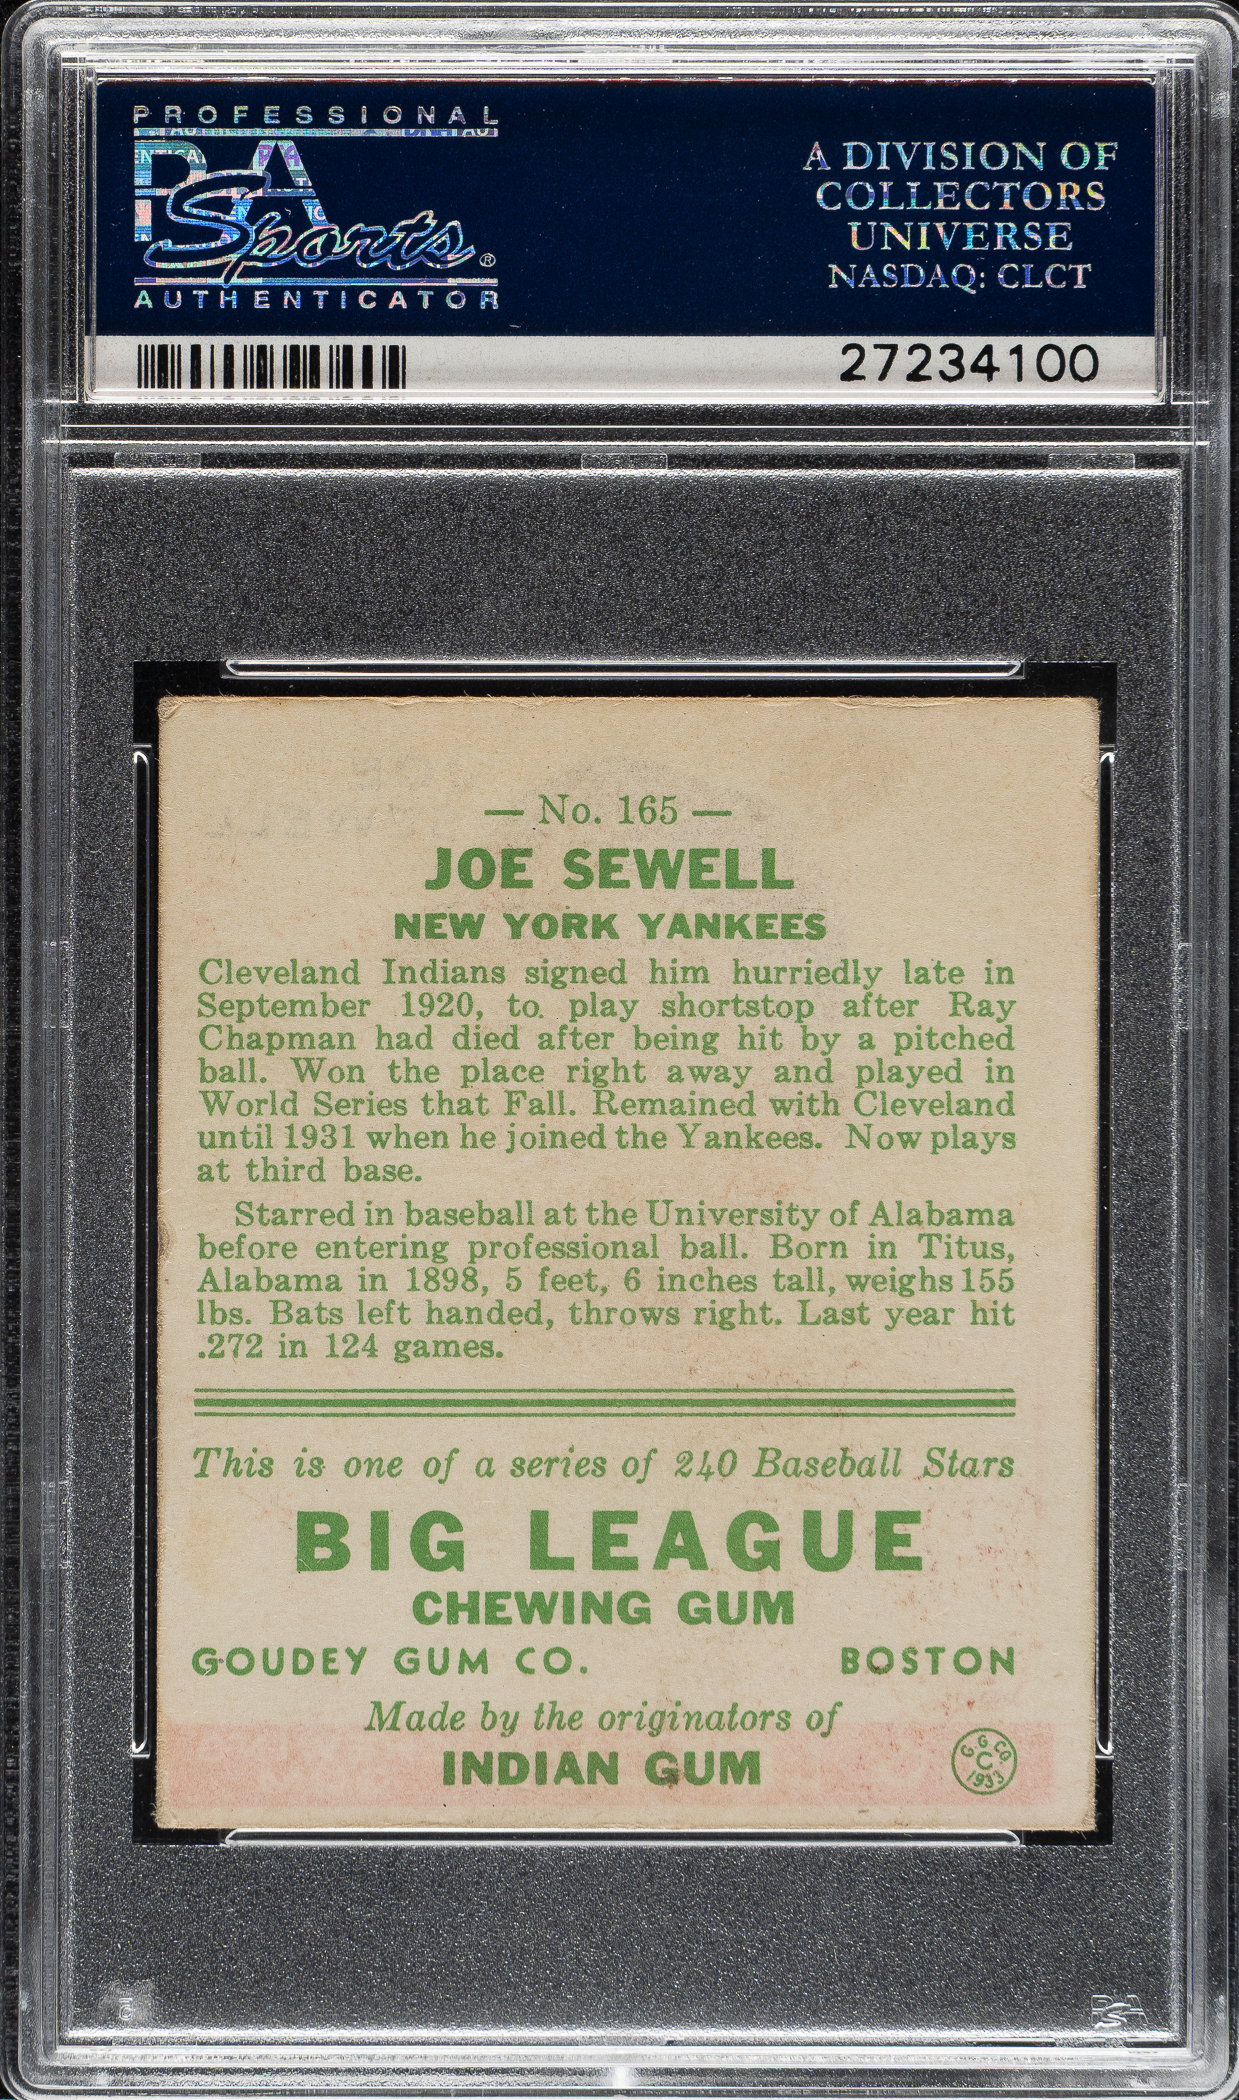 PROFESSIONAL
PSA
Sports®
AUTHENTICATOR
A DIVISION OF
COLLECTORS
UNIVERSE
NASDAQ: CLCT
27234100
— No. 165 —
JOE SEWELL
NEW YORK YANKEES
Cleveland Indians signed him hurriedly late in
September 1920, to play shortstop after Ray
Chapman had died after being hit by a pitched
ball. Won the place right away and played in
World Series that Fall. Remained with Cleveland
until 1931 when he joined the Yankees. Now plays
at third base.
Starred in baseball at the University of Alabama
before entering professional ball. Born in Titus,
Alabama in 1898, 5 feet, 6 inches tall, weighs 155
lbs. Bats left handed, throws right. Last year hit
.272 in 124 games.
This is one of a series of 240 Baseball Stars
BIG LEAGUE
CHEWING GUM
GOUDEY GUM CO. BOSTON
Made by the originators of
INDIAN GUM
G. G. CO.
C
1933
PSA